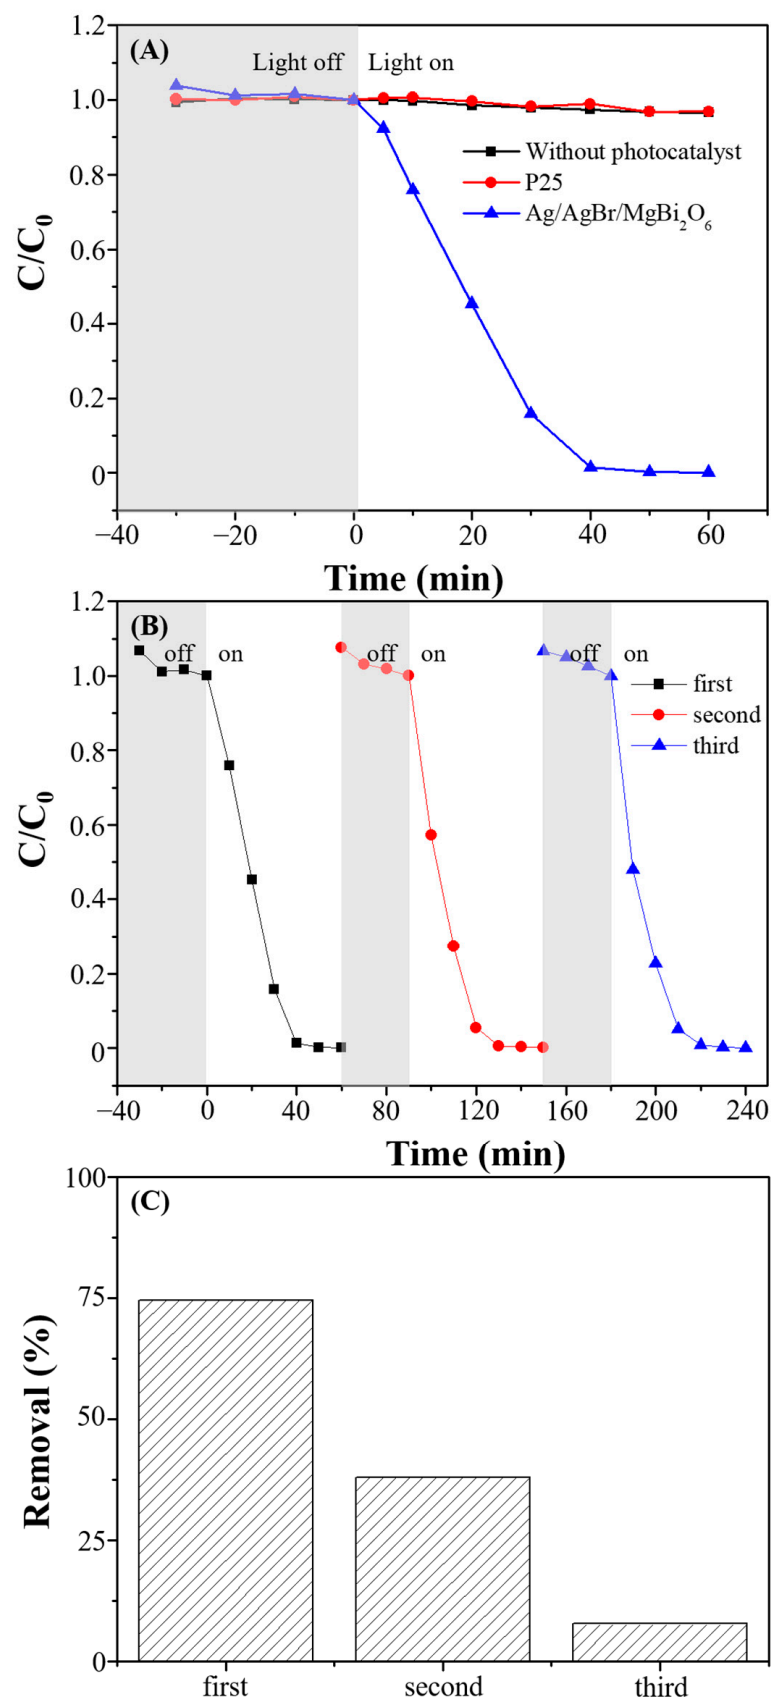 (A)
Light off
Light on
Without photocatalyst
P25
Ag/AgBr/MgBi₂O₆
C/C₀
1.2
1.0
0.8
0.6
0.4
0.2
0
−40
−20
0
20
40
60
Time (min)
(B)
off
on
off
on
off
on
first
second
third
C/C₀
1.2
1.0
0.8
0.6
0.4
0.2
0
−40
0
40
80
120
160
200
240
Time (min)
(C)
Removal (%)
100
75
50
25
0
first
second
third